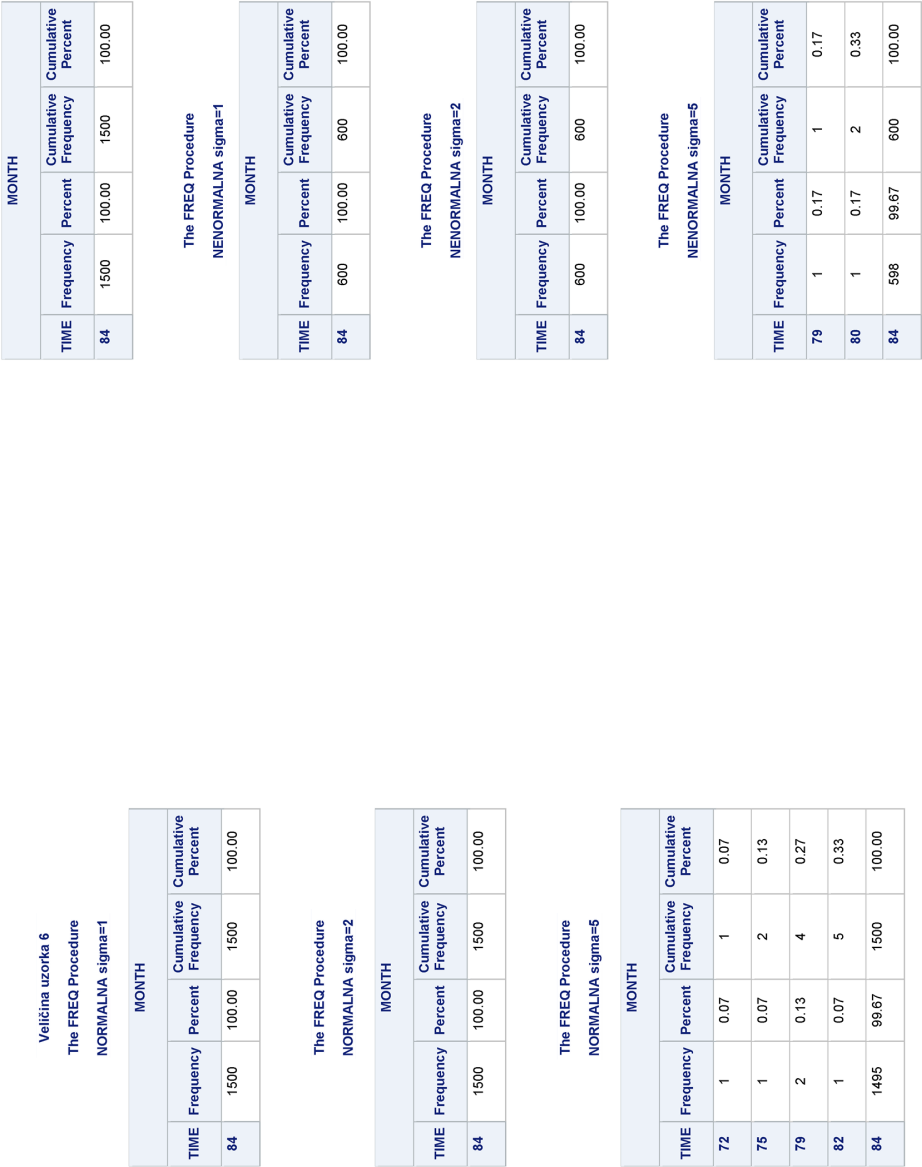 Veličina uzorka 6
The FREQ Procedure
NORMALNA sigma=1
MONTH
TIME Frequency Percent Cumulative Frequency Cumulative Percent
84 1500 100.00 1500 100.00
The FREQ Procedure
NORMALNA sigma=2
MONTH
TIME Frequency Percent Cumulative Frequency Cumulative Percent
84 1500 100.00 1500 100.00
The FREQ Procedure
NORMALNA sigma=5
MONTH
TIME Frequency Percent Cumulative Frequency Cumulative Percent
72 1 0.07 1 0.07
75 1 0.07 2 0.13
79 2 0.13 4 0.27
82 1 0.07 5 0.33
84 1495 99.67 1500 100.00
MONTH
TIME Frequency Percent Cumulative Frequency Cumulative Percent
84 1500 100.00 1500 100.00
The FREQ Procedure
NENORMALNA sigma=1
MONTH
TIME Frequency Percent Cumulative Frequency Cumulative Percent
84 600 100.00 600 100.00
The FREQ Procedure
NENORMALNA sigma=2
MONTH
TIME Frequency Percent Cumulative Frequency Cumulative Percent
84 600 100.00 600 100.00
The FREQ Procedure
NENORMALNA sigma=5
MONTH
TIME Frequency Percent Cumulative Frequency Cumulative Percent
79 1 0.17 1 0.17
80 1 0.17 2 0.33
84 598 99.67 600 100.00